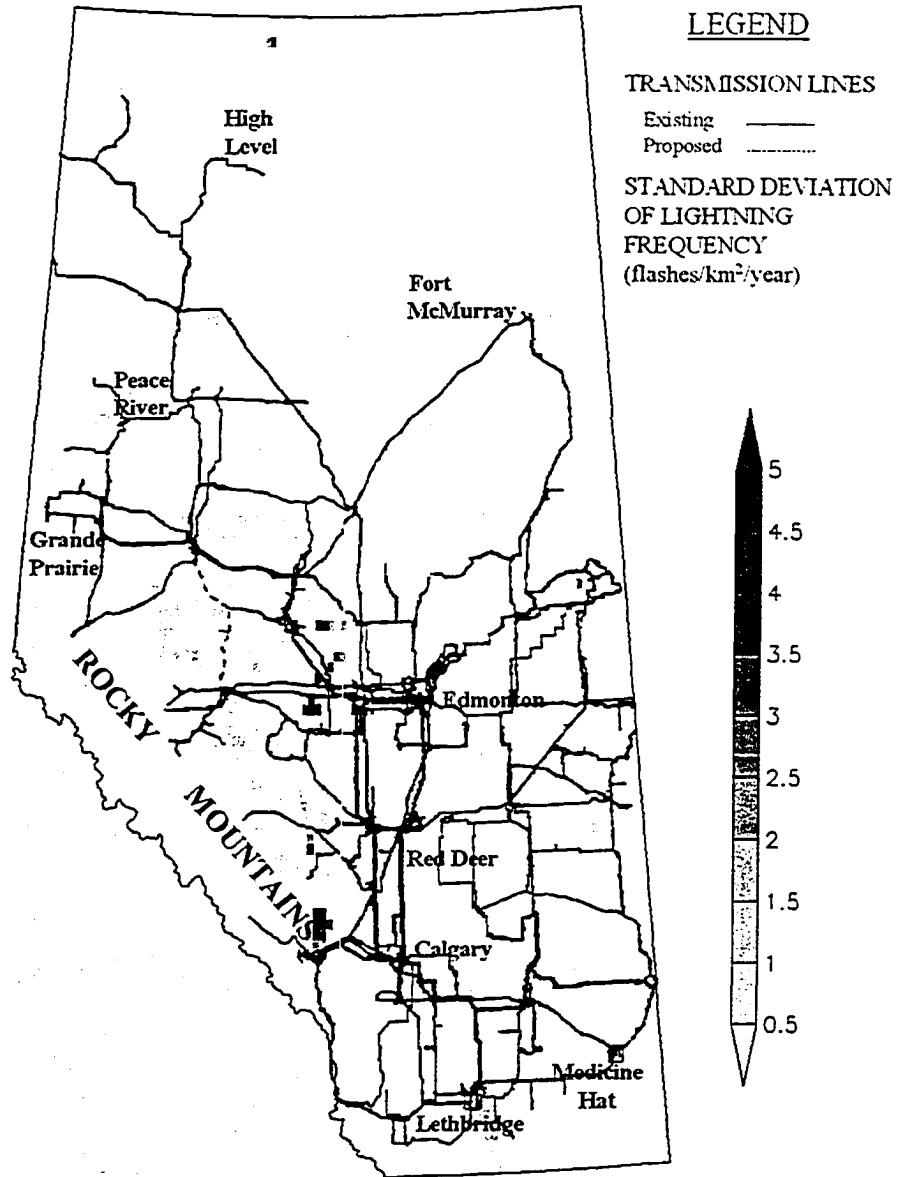 LEGEND
TRANSMISSION LINES
Existing
Proposed
STANDARD DEVIATION
OF LIGHTNING
FREQUENCY
(flashes/km²/year)
High
Level
Fort
McMurray
Peace
River
Grande
Prairie
ROCKY
MOUNTAINS
Edmonton
Red Deer
Calgary
Medicine
Hat
Lethbridge
5
4.5
4
3.5
3
2.5
2
1.5
1
0.5